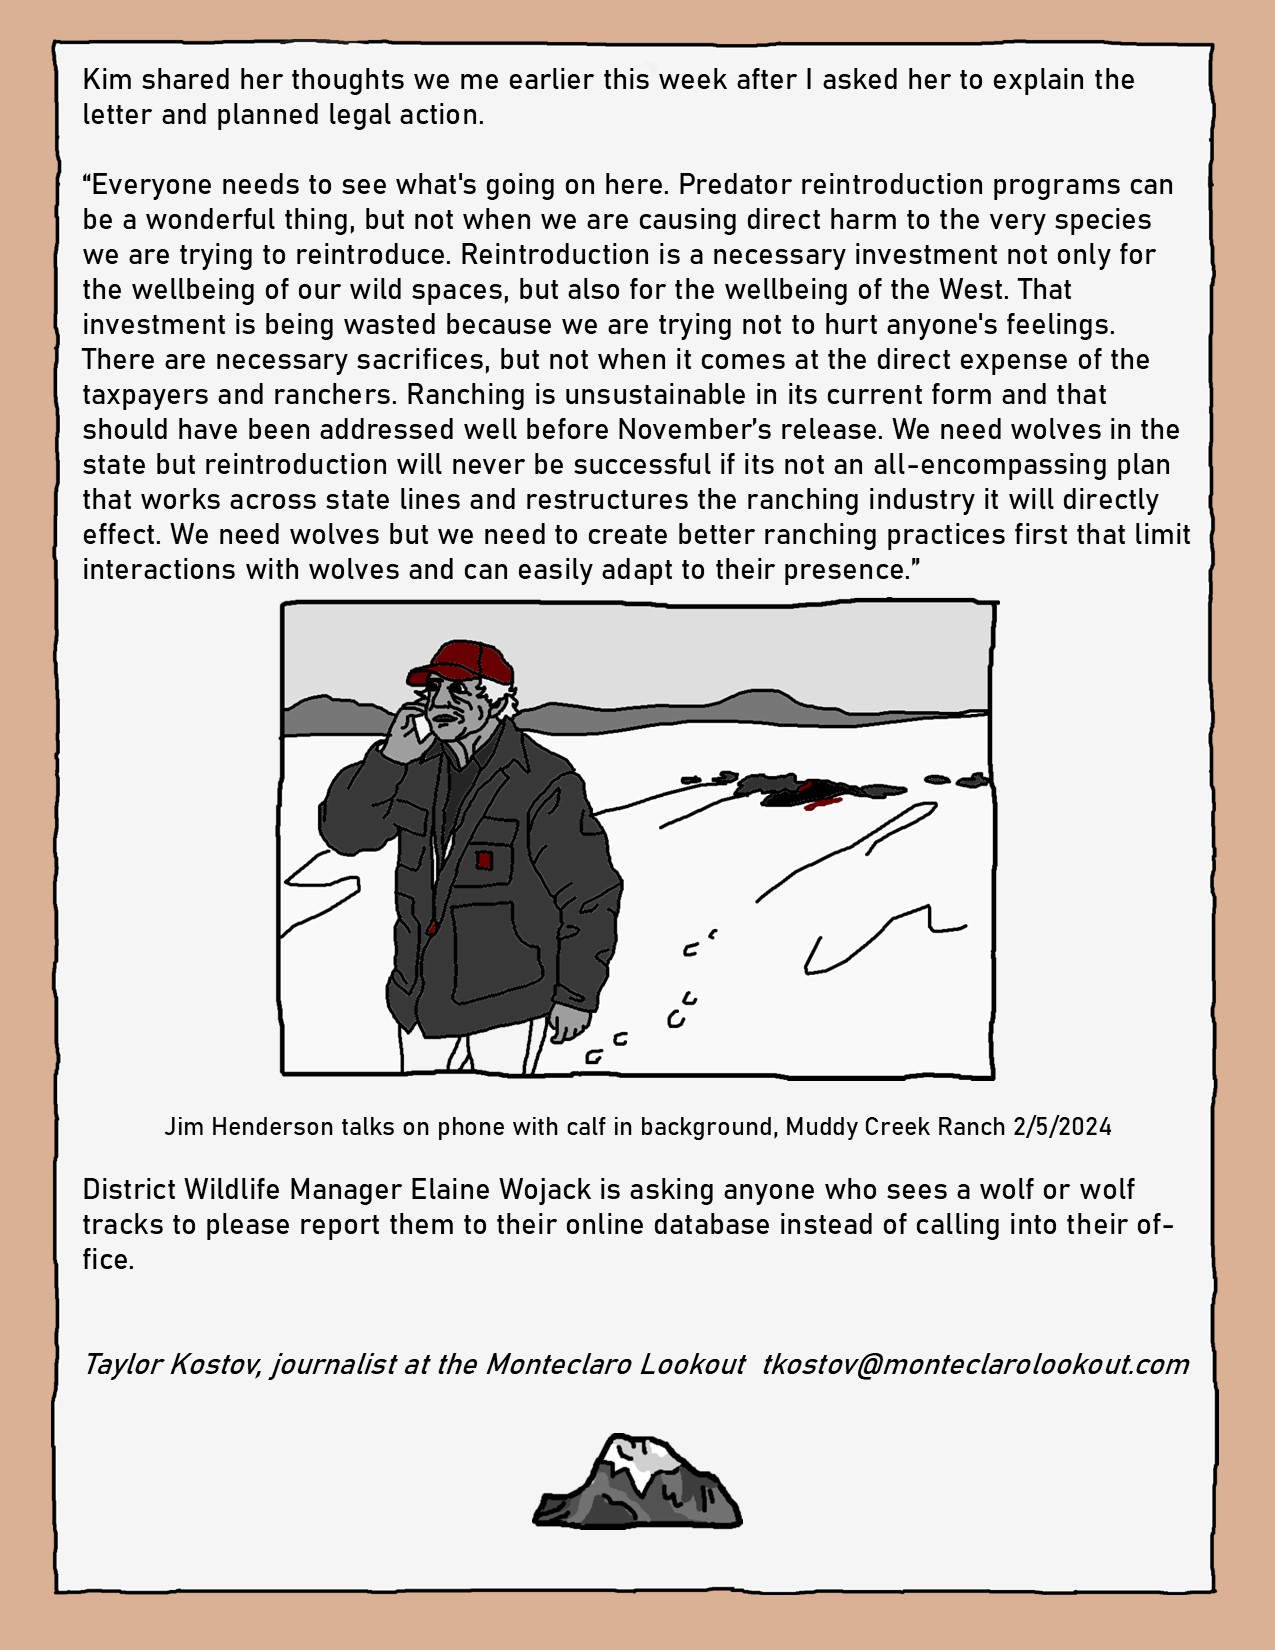 Kim shared her thoughts we me earlier this week after I asked her to explain the
letter and planned legal action.
“Everyone needs to see what's going on here. Predator reintroduction programs can
be a wonderful thing, but not when we are causing direct harm to the very species
we are trying to reintroduce. Reintroduction is a necessary investment not only for
the wellbeing of our wild spaces, but also for the wellbeing of the West. That
investment is being wasted because we are trying not to hurt anyone's feelings.
There are necessary sacrifices, but not when it comes at the direct expense of the
taxpayers and ranchers. Ranching is unsustainable in its current form and that
should have been addressed well before November’s release. We need wolves in the
state but reintroduction will never be successful if its not an all-encompassing plan
that works across state lines and restructures the ranching industry it will directly
effect. We need wolves but we need to create better ranching practices first that limit
interactions with wolves and can easily adapt to their presence.”
Jim Henderson talks on phone with calf in background, Muddy Creek Ranch 2/5/2024
District Wildlife Manager Elaine Wojack is asking anyone who sees a wolf or wolf
tracks to please report them to their online database instead of calling into their of-
fice.
Taylor Kostov, journalist at the Monteclaro Lookout tkostov@monteclarolookout.com